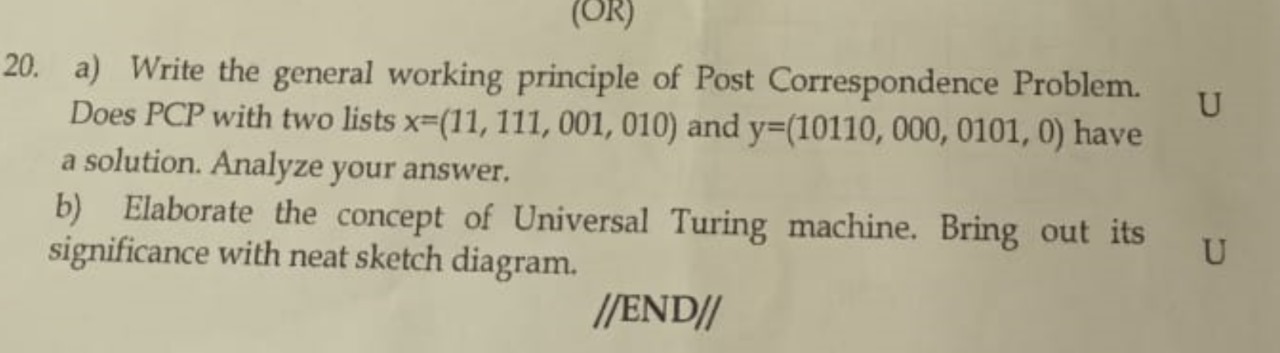 (OR)
20. a) Write the general working principle of Post Correspondence Problem.
U
Does PCP with two lists x=(11, 111, 001, 010) and y=(10110, 000, 0101, 0) have
a solution. Analyze your answer.
b) Elaborate the concept of Universal Turing machine. Bring out its
U
significance with neat sketch diagram.
//END//